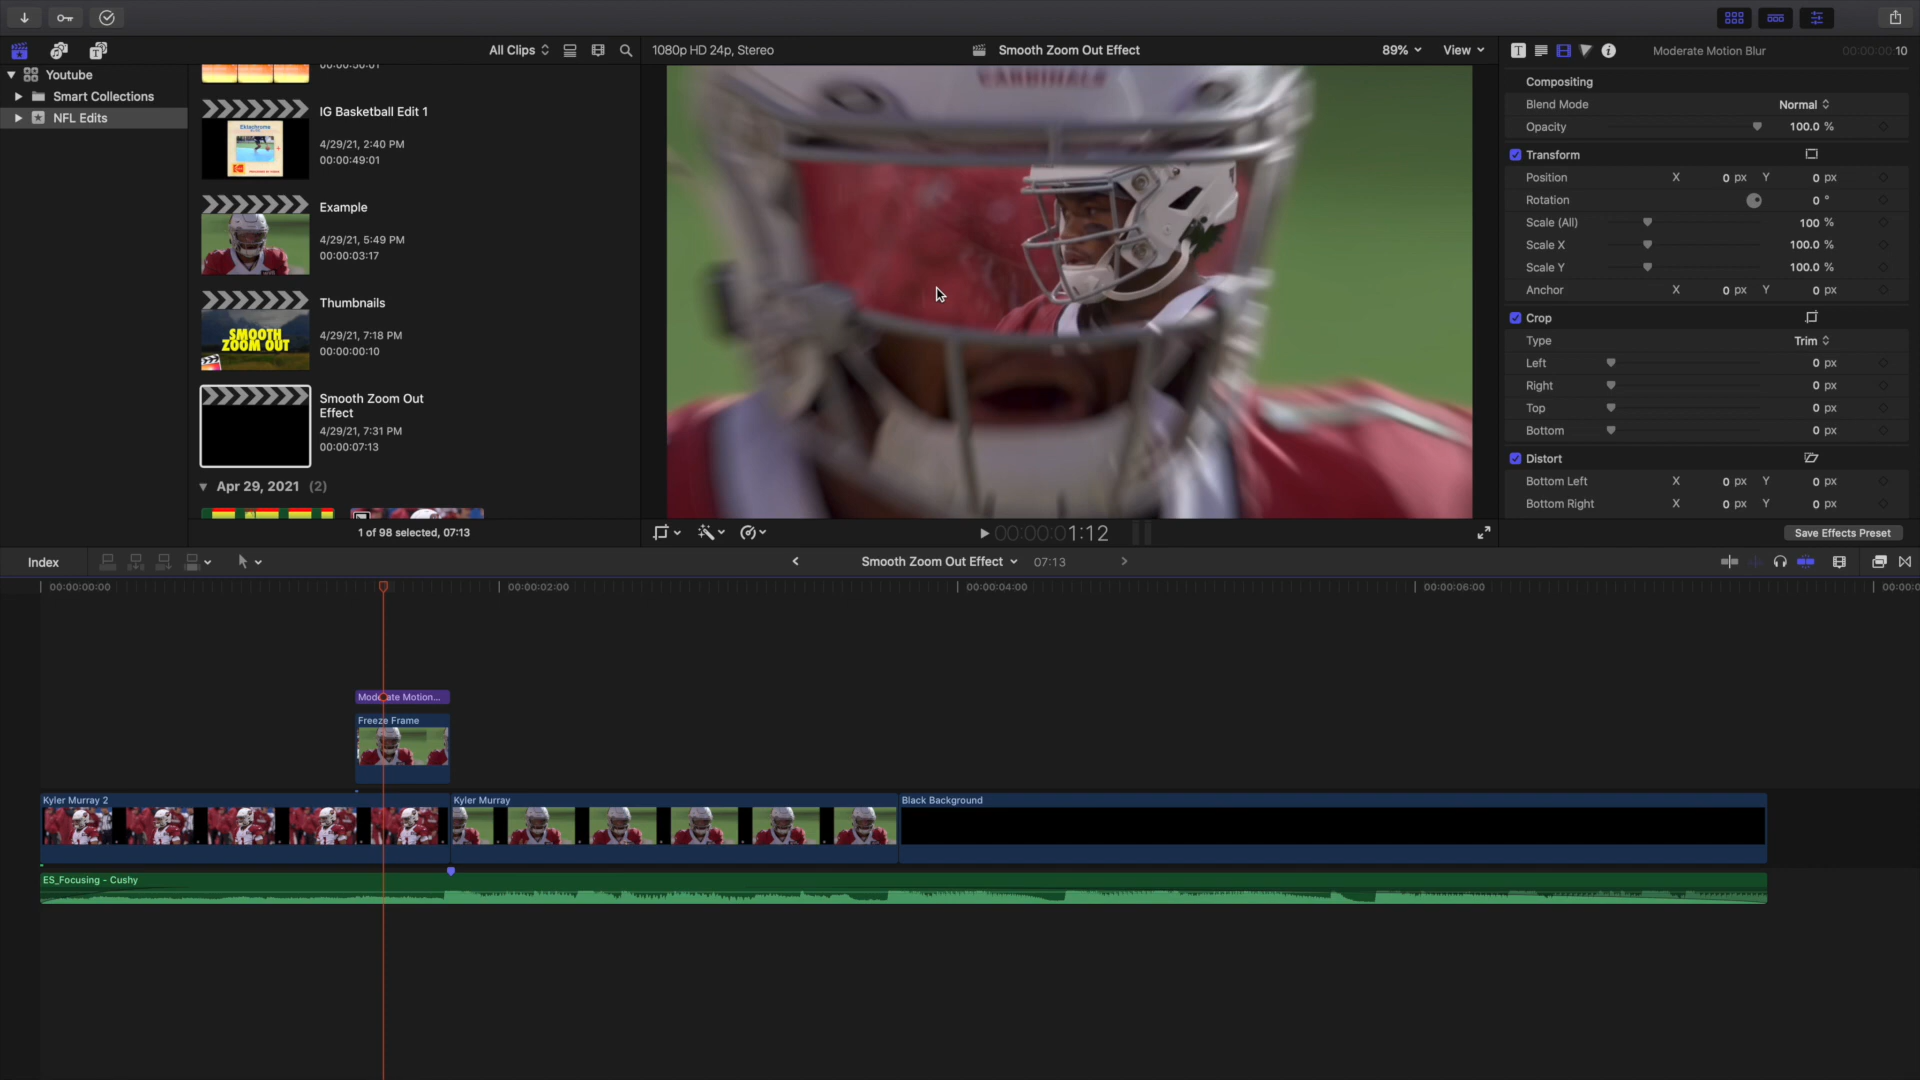 All Clips
1080p HD 24p, Stereo
Smooth Zoom Out Effect
89%
View
Moderate Motion Blur
00:00:00:10
Youtube
Smart Collections
NFL Edits
IG Basketball Edit 1
4/29/21, 2:40 PM
00:00:49:01
Ektachrome
Kodak
Example
4/29/21, 5:49 PM
00:00:03:17
Thumbnails
4/29/21, 7:18 PM
00:00:00:10
SMOOTH
ZOOM OUT
Smooth Zoom Out
Effect
4/29/21, 7:31 PM
00:00:07:13
Apr 29, 2021 (2)
1 of 98 selected, 07:13
CARDINALS
00:00:01:12
Compositing
Blend Mode Normal
Opacity 100.0 %
Transform
Position X 0 px Y 0 px
Rotation 0 °
Scale (All) 100 %
Scale X 100.0 %
Scale Y 100.0 %
Anchor X 0 px Y 0 px
Crop
Type Trim
Left 0 px
Right 0 px
Top 0 px
Bottom 0 px
Distort
Bottom Left X 0 px Y 0 px
Bottom Right X 0 px Y 0 px
Save Effects Preset
Index
Smooth Zoom Out Effect
07:13
00:00:00:00
00:00:02:00
00:00:04:00
00:00:06:00
Moderate Motion...
Freeze Frame
Kyler Murray 2
Kyler Murray
Black Background
ES_Focusing - Cushy